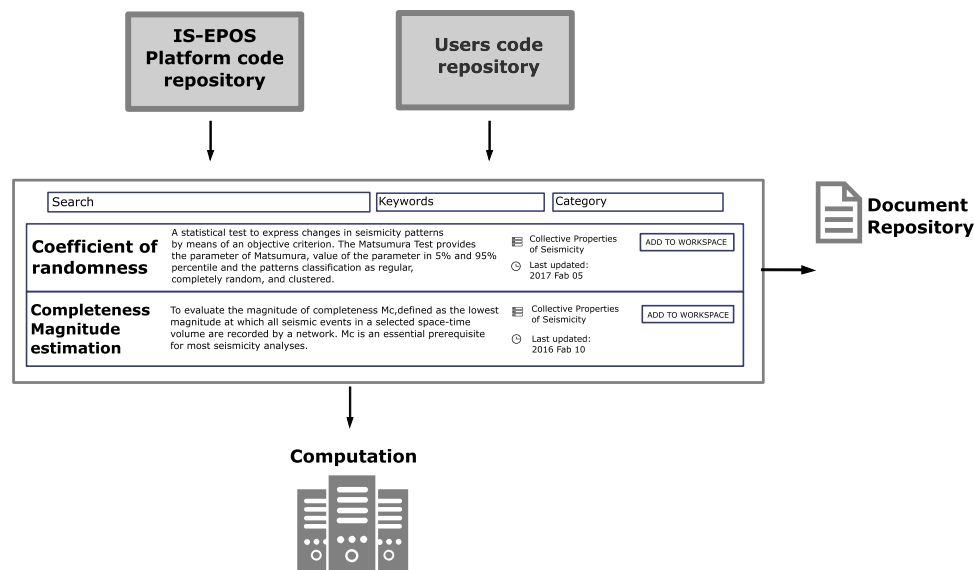 IS-EPOS
Platform code
repository
Users code
repository
Search
Keywords
Category
Coefficient of
randomness
A statistical test to express changes in seismicity patterns
by means of an objective criterion. The Matsumura Test provides
the parameter of Matsumura, value of the parameter in 5% and 95%
percentile and the patterns classification as regular,
completely random, and clustered.
Collective Properties
of Seismicity
Last updated:
2017 Fab 05
ADD TO WORKSPACE
Completeness
Magnitude
estimation
To evaluate the magnitude of completeness Mc,defined as the lowest
magnitude at which all seismic events in a selected space-time
volume are recorded by a network. Mc is an essential prerequisite
for most seismicity analyses.
Collective Properties
of Seismicity
Last updated:
2016 Fab 10
ADD TO WORKSPACE
Document
Repository
Computation